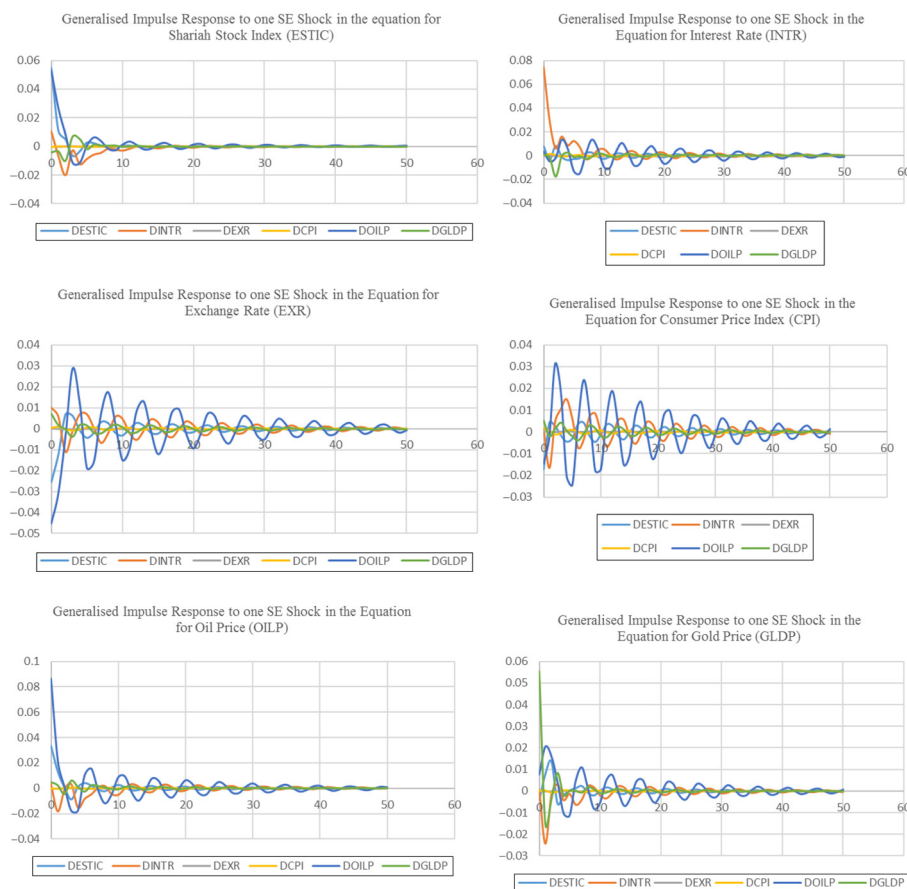 Generalised Impulse Response to one SE Shock in the equation for
Shariah Stock Index (ESTIC)
0.06
0.04
0.02
0
−0.02
−0.04
0 10 20 30 40 50 60
DESTIC DINTR DEXR DCPI DOILP DGLDP
Generalised Impulse Response to one SE Shock in the
Equation for Interest Rate (INTR)
0.08
0.06
0.04
0.02
0
−0.02
−0.04
0 10 20 30 40 50 60
DESTIC DINTR DEXR
DCPI DOILP DGLDP
Generalised Impulse Response to one SE Shock in the Equation for
Exchange Rate (EXR)
0.04
0.03
0.02
0.01
0
−0.01
−0.02
−0.03
−0.04
−0.05
0 10 20 30 40 50 60
DESTIC DINTR DEXR DCPI DOILP DGLDP
Generalised Impulse Response to one SE Shock in the
Equation for Consumer Price Index (CPI)
0.04
0.03
0.02
0.01
0
−0.01
−0.02
−0.03
0 10 20 30 40 50 60
DESTIC DINTR DEXR
DCPI DOILP DGLDP
Generalised Impulse Response to one SE Shock in the Equation
for Oil Price (OILP)
0.1
0.08
0.06
0.04
0.02
0
−0.02
−0.04
0 10 20 30 40 50 60
DESTIC DINTR DEXR DCPI DOILP DGLDP
Generalised Impulse Response to one SE Shock in the
Equation for Gold Price (GLDP)
0.06
0.05
0.04
0.03
0.02
0.01
0
−0.01
−0.02
−0.03
0 10 20 30 40 50 60
DESTIC DINTR DEXR DCPI DOILP DGLDP